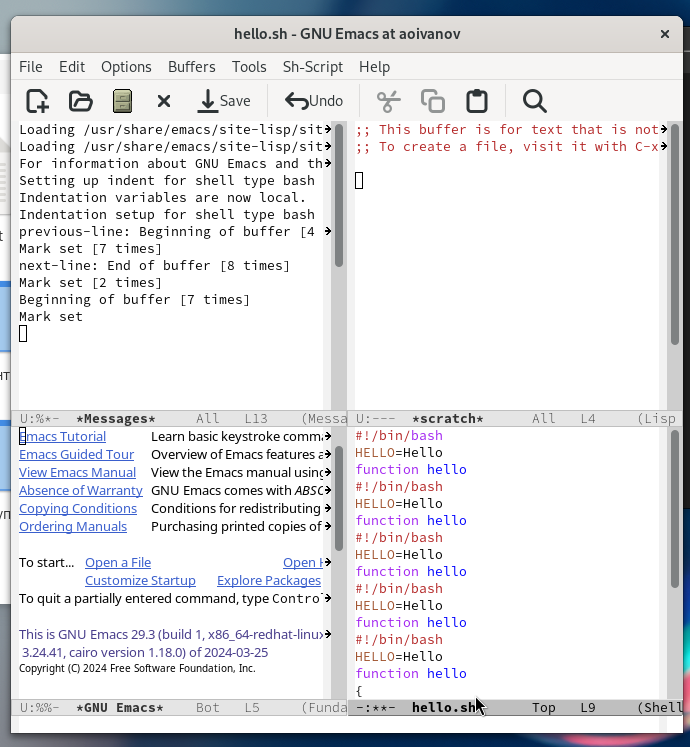 hello.sh - GNU Emacs at aoivanov
File Edit Options Buffers Tools Sh-Script Help
Save Undo
Loading /usr/share/emacs/site-lisp/sit
Loading /usr/share/emacs/site-lisp/sit
For information about GNU Emacs and th
Setting up indent for shell type bash
Indentation variables are now local.
Indentation setup for shell type bash
previous-line: Beginning of buffer [4
Mark set [7 times]
next-line: End of buffer [8 times]
Mark set [2 times]
Beginning of buffer [7 times]
Mark set
U:%*- *Messages* All L13 (Messa
;; This buffer is for text that is not
;; To create a file, visit it with C-x
U:--- *scratch* All L4 (Lisp
Emacs Tutorial Learn basic keystroke comma
Emacs Guided Tour Overview of Emacs features a
View Emacs Manual View the Emacs manual using
Absence of Warranty GNU Emacs comes with ABSO
Copying Conditions Conditions for redistributing
Ordering Manuals Purchasing printed copies of
To start... Open a File Open H
Customize Startup Explore Packages
To quit a partially entered command, type Control
This is GNU Emacs 29.3 (build 1, x86_64-redhat-linux
3.24.41, cairo version 1.18.0) of 2024-03-25
Copyright (C) 2024 Free Software Foundation, Inc.
U:%%- *GNU Emacs* Bot L5 (Funda
#!/bin/bash
HELLO=Hello
function hello
#!/bin/bash
HELLO=Hello
function hello
#!/bin/bash
HELLO=Hello
function hello
#!/bin/bash
HELLO=Hello
function hello
#!/bin/bash
HELLO=Hello
function hello
{
-:**- hello.sh Top L9 (Shell